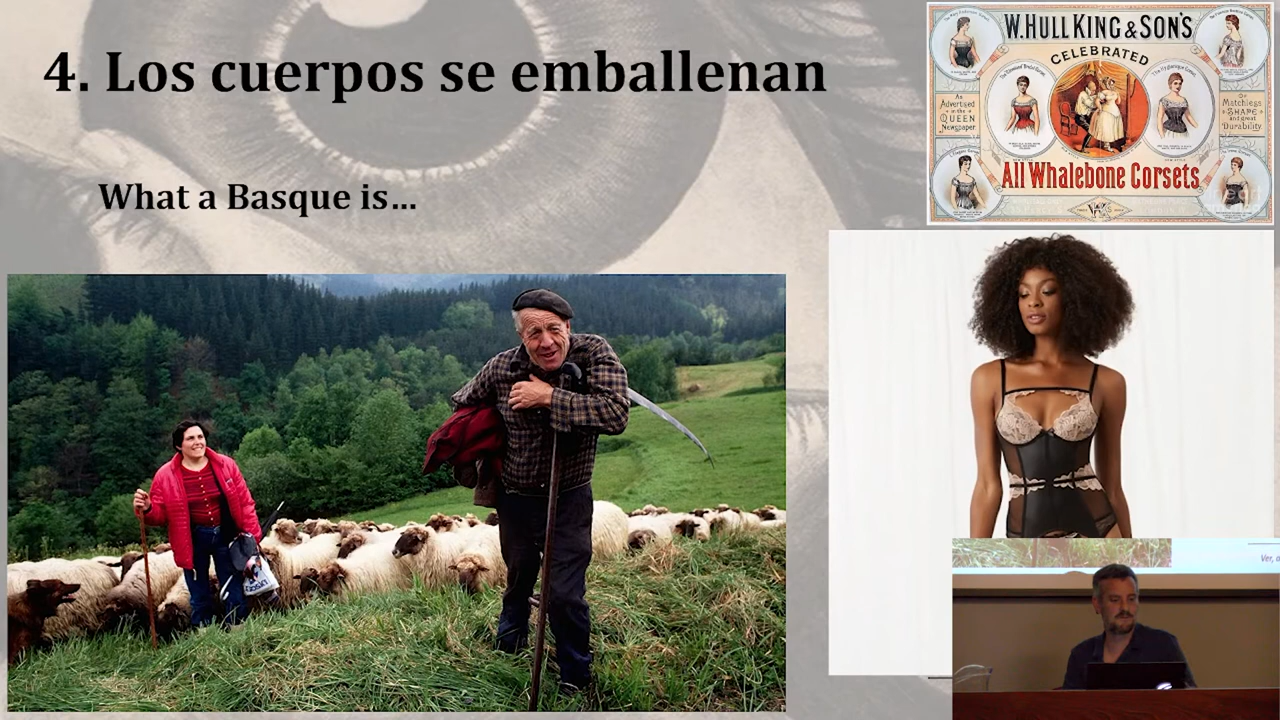 4. Los cuerpos se emballenan
What a Basque is...
W. HULL KING & SON'S
CELEBRATED
As
Advertised
in the
QUEEN
Newspaper
Matchless
SHAPE
and great
Durability
All Whalebone Corsets
Ver, o